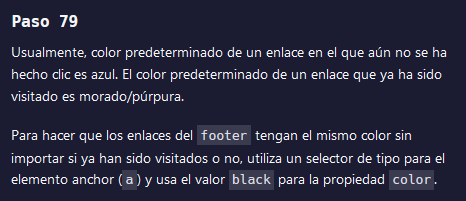 Paso 79
Usualmente, color predeterminado de un enlace en el que aún no se ha
hecho clic es azul. El color predeterminado de un enlace que ya ha sido
visitado es morado/púrpura.
Para hacer que los enlaces del footer tengan el mismo color sin
importar si ya han sido visitados o no, utiliza un selector de tipo para el
elemento anchor (a) y usa el valor black para la propiedad color.